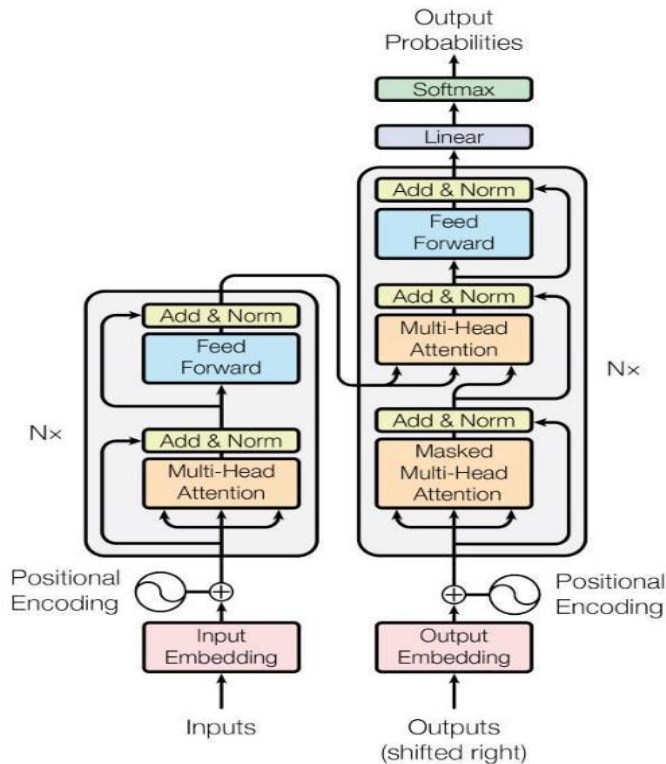 Output
Probabilities
Softmax
Linear
Add & Norm
Feed
Forward
Add & Norm
Multi-Head
Attention
Nx
Add & Norm
Masked
Multi-Head
Attention
Add & Norm
Feed
Forward
Nx
Add & Norm
Multi-Head
Attention
Positional
Encoding
Positional
Encoding
Input
Embedding
Output
Embedding
Inputs
Outputs
(shifted right)